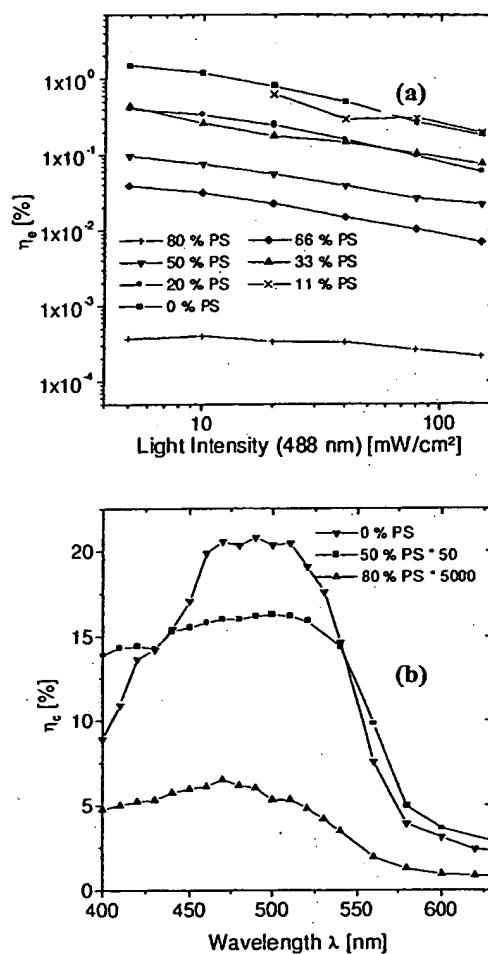 1x10⁰
(a)
1x10⁻¹
ηe [%]
1x10⁻²
80 % PS
66 % PS
50 % PS
33 % PS
20 % PS
11 % PS
0 % PS
1x10⁻³
1x10⁻⁴
10
100
Light Intensity (488 nm) [mW/cm²]
0 % PS
50 % PS * 50
80 % PS * 5000
20
15
(b)
ηc [%]
10
5
0
400
450
500
550
600
Wavelength λ [nm]